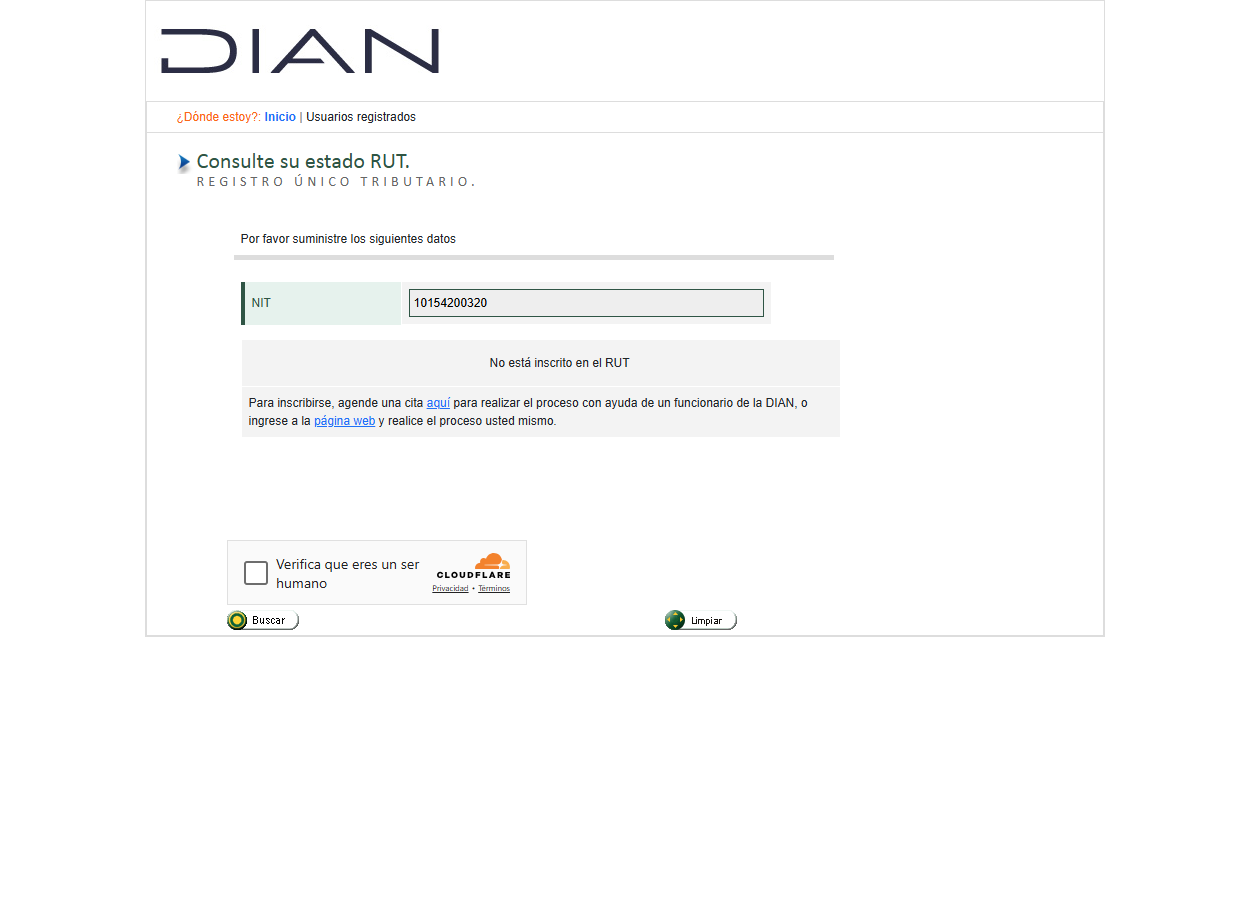 DIAN
¿Dónde estoy?: Inicio | Usuarios registrados
Consulte su estado RUT.
REGISTRO ÚNICO TRIBUTARIO.
Por favor suministre los siguientes datos
NIT 10154200320
No está inscrito en el RUT
Para inscribirse, agende una cita aquí para realizar el proceso con ayuda de un funcionario de la DIAN, o
ingrese a la página web y realice el proceso usted mismo.
Verifica que eres un ser
humano
CLOUDFLARE
Privacidad • Términos
Buscar
Limpiar